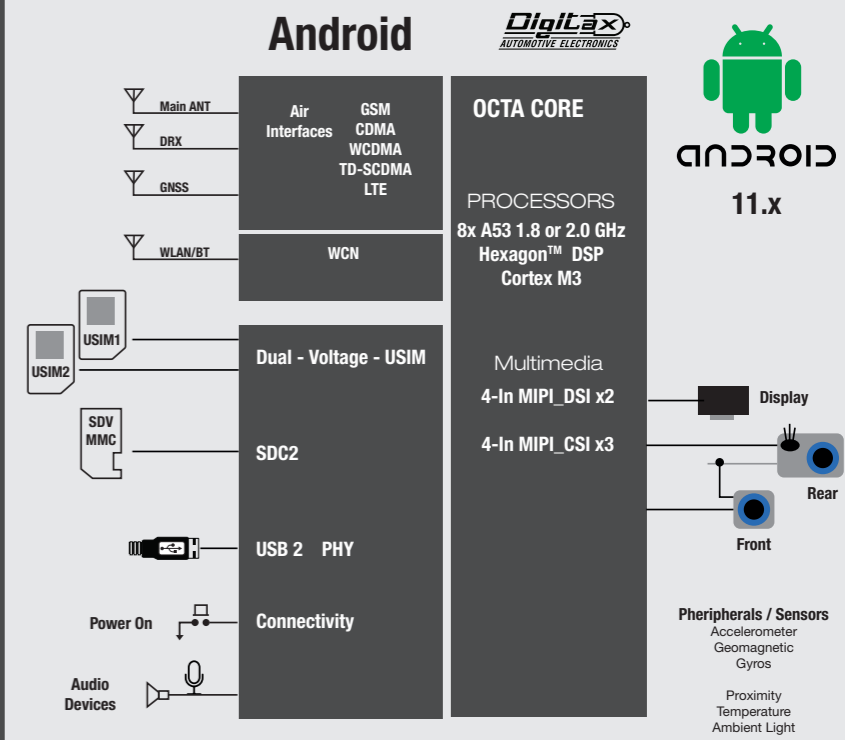 Android
Digitax
AUTOMOTIVE ELECTRONICS
ANDROID
11.x
Main ANT
DRX
GNSS
WLAN/BT
Air
Interfaces
GSM
CDMA
WCDMA
TD-SCDMA
LTE
WCN
USIM1
USIM2
Dual - Voltage - USIM
SDV
MMC
SDC2
USB 2 PHY
Power On
Connectivity
Audio
Devices
OCTA CORE
PROCESSORS
8x A53 1.8 or 2.0 GHz
Hexagon™ DSP
Cortex M3
Multimedia
4-In MIPI_DSI x2
4-In MIPI_CSI x3
Display
Rear
Front
Pheripherals / Sensors
Accelerometer
Geomagnetic
Gyros
Proximity
Temperature
Ambient Light